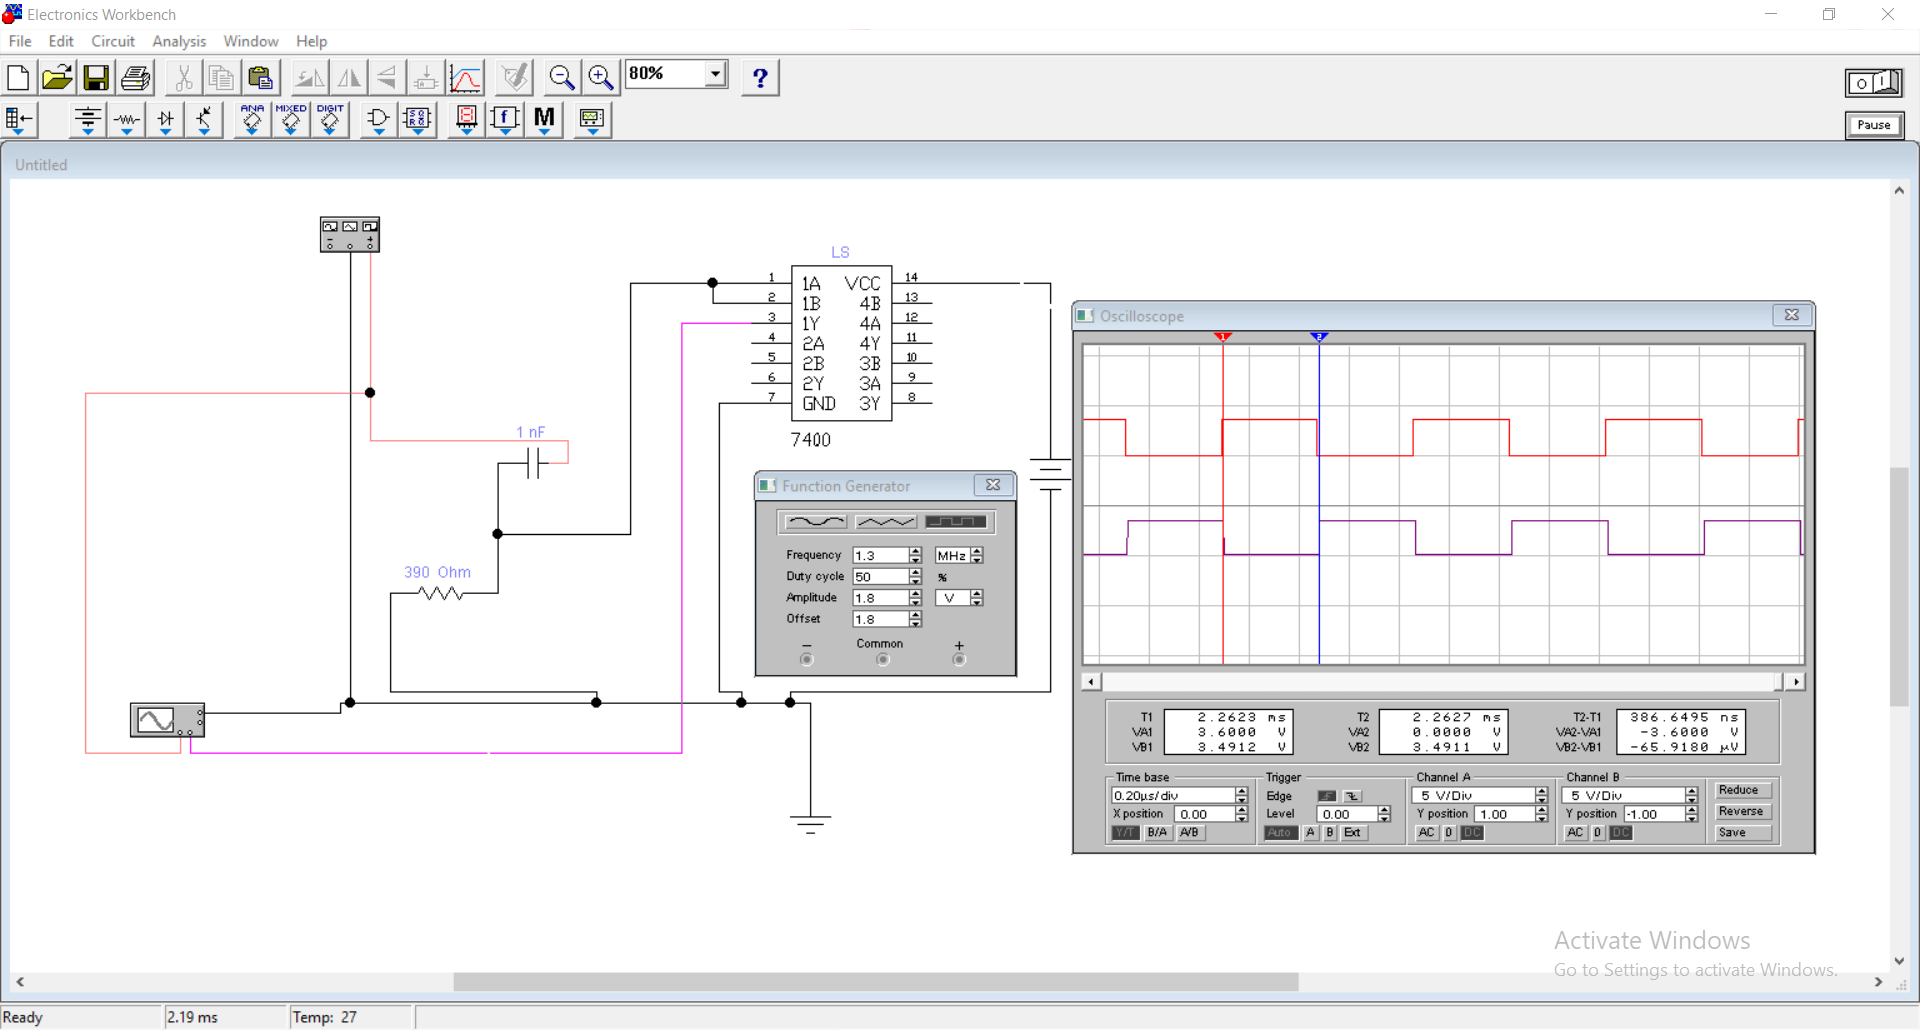 Electronics Workbench
File Edit Circuit Analysis Window Help
80%
?
ANA MIXED DIGIT
f M
Pause
Untitled
LS
1 1A VCC 14
2 1B 4B 13
3 1Y 4A 12
4 2A 4Y 11
5 2B 3B 10
6 2Y 3A 9
7 GND 3Y 8
7400
1 nF
390 Ohm
Function Generator
Frequency 1.3 MHz
Duty cycle 50 %
Amplitude 1.8 V
Offset 1.8
− Common +
Oscilloscope
1 2
T1 2.2623 ms T2 2.2627 ms T2-T1 386.6495 ns
VA1 3.6000 V VA2 0.0000 V VA2-VA1 -3.6000 V
VB1 3.4912 V VB2 3.4911 V VB2-VB1 -65.9180 µV
Time base Trigger Channel A Channel B
0.20µs/div Edge 5 V/Div 5 V/Div Reduce
X position 0.00 Level 0.00 Y position 1.00 Y position -1.00 Reverse
Y/T B/A A/B Auto A B Ext AC 0 DC AC 0 DC Save
Activate Windows
Go to Settings to activate Windows.
Ready 2.19 ms Temp: 27